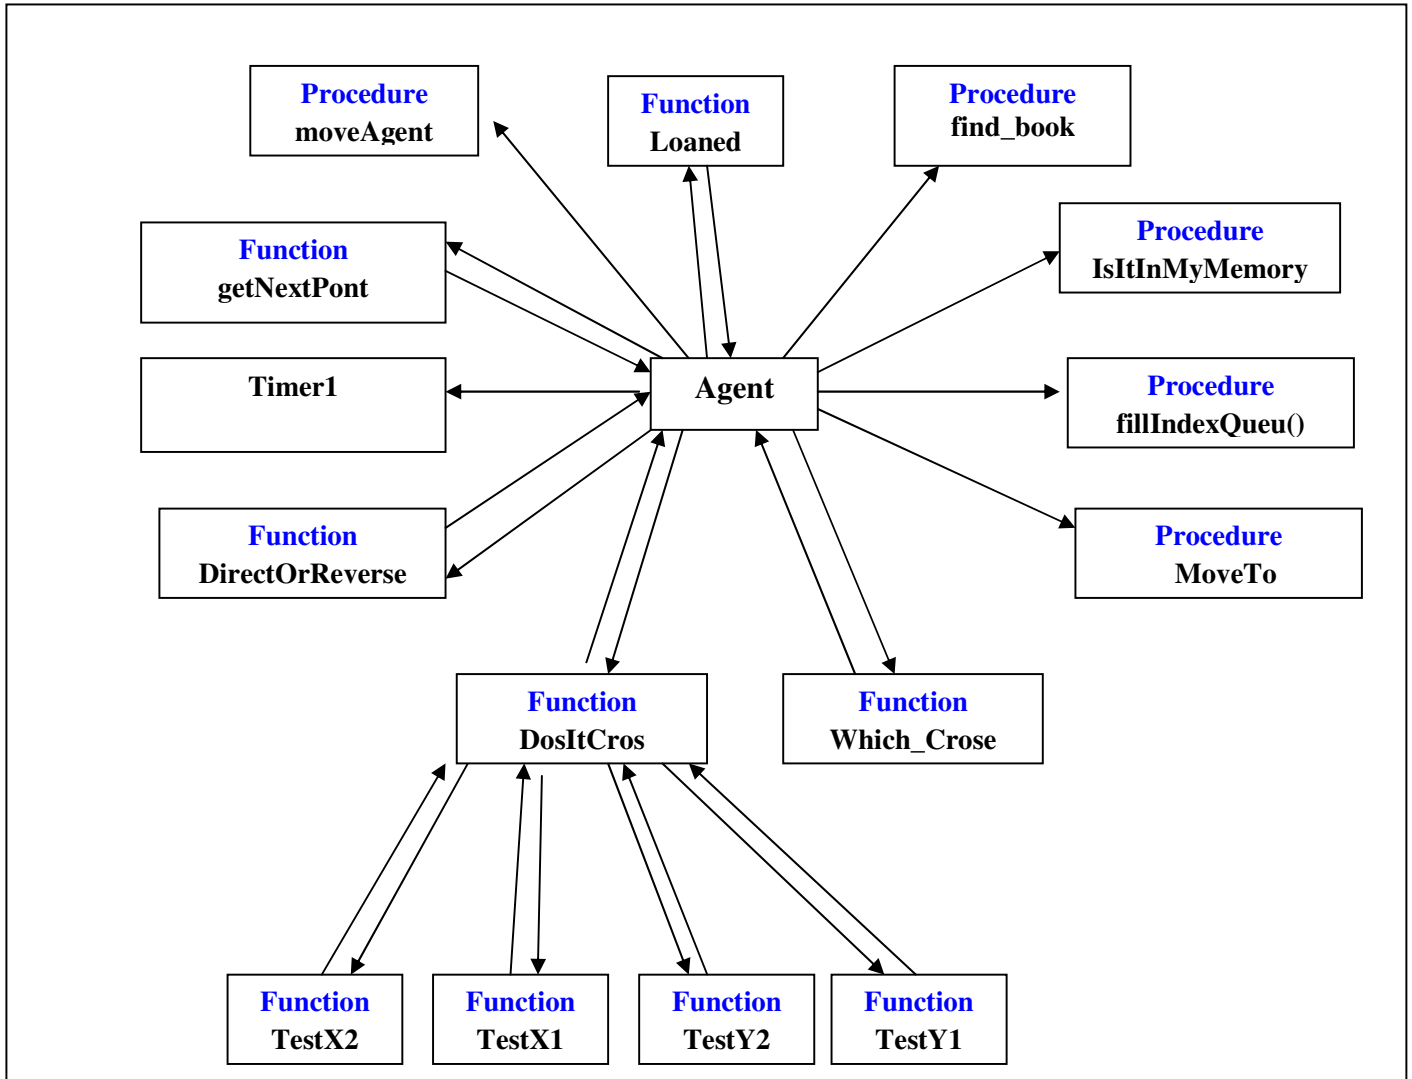 Procedure
moveAgent
Function
Loaned
Procedure
find_book
Function
getNextPont
Procedure
IsItInMyMemory
Timer1
Agent
Procedure
fillIndexQueu()
Function
DirectOrReverse
Procedure
MoveTo
Function
DosItCros
Function
Which_Crose
Function
TestX2
Function
TestX1
Function
TestY2
Function
TestY1